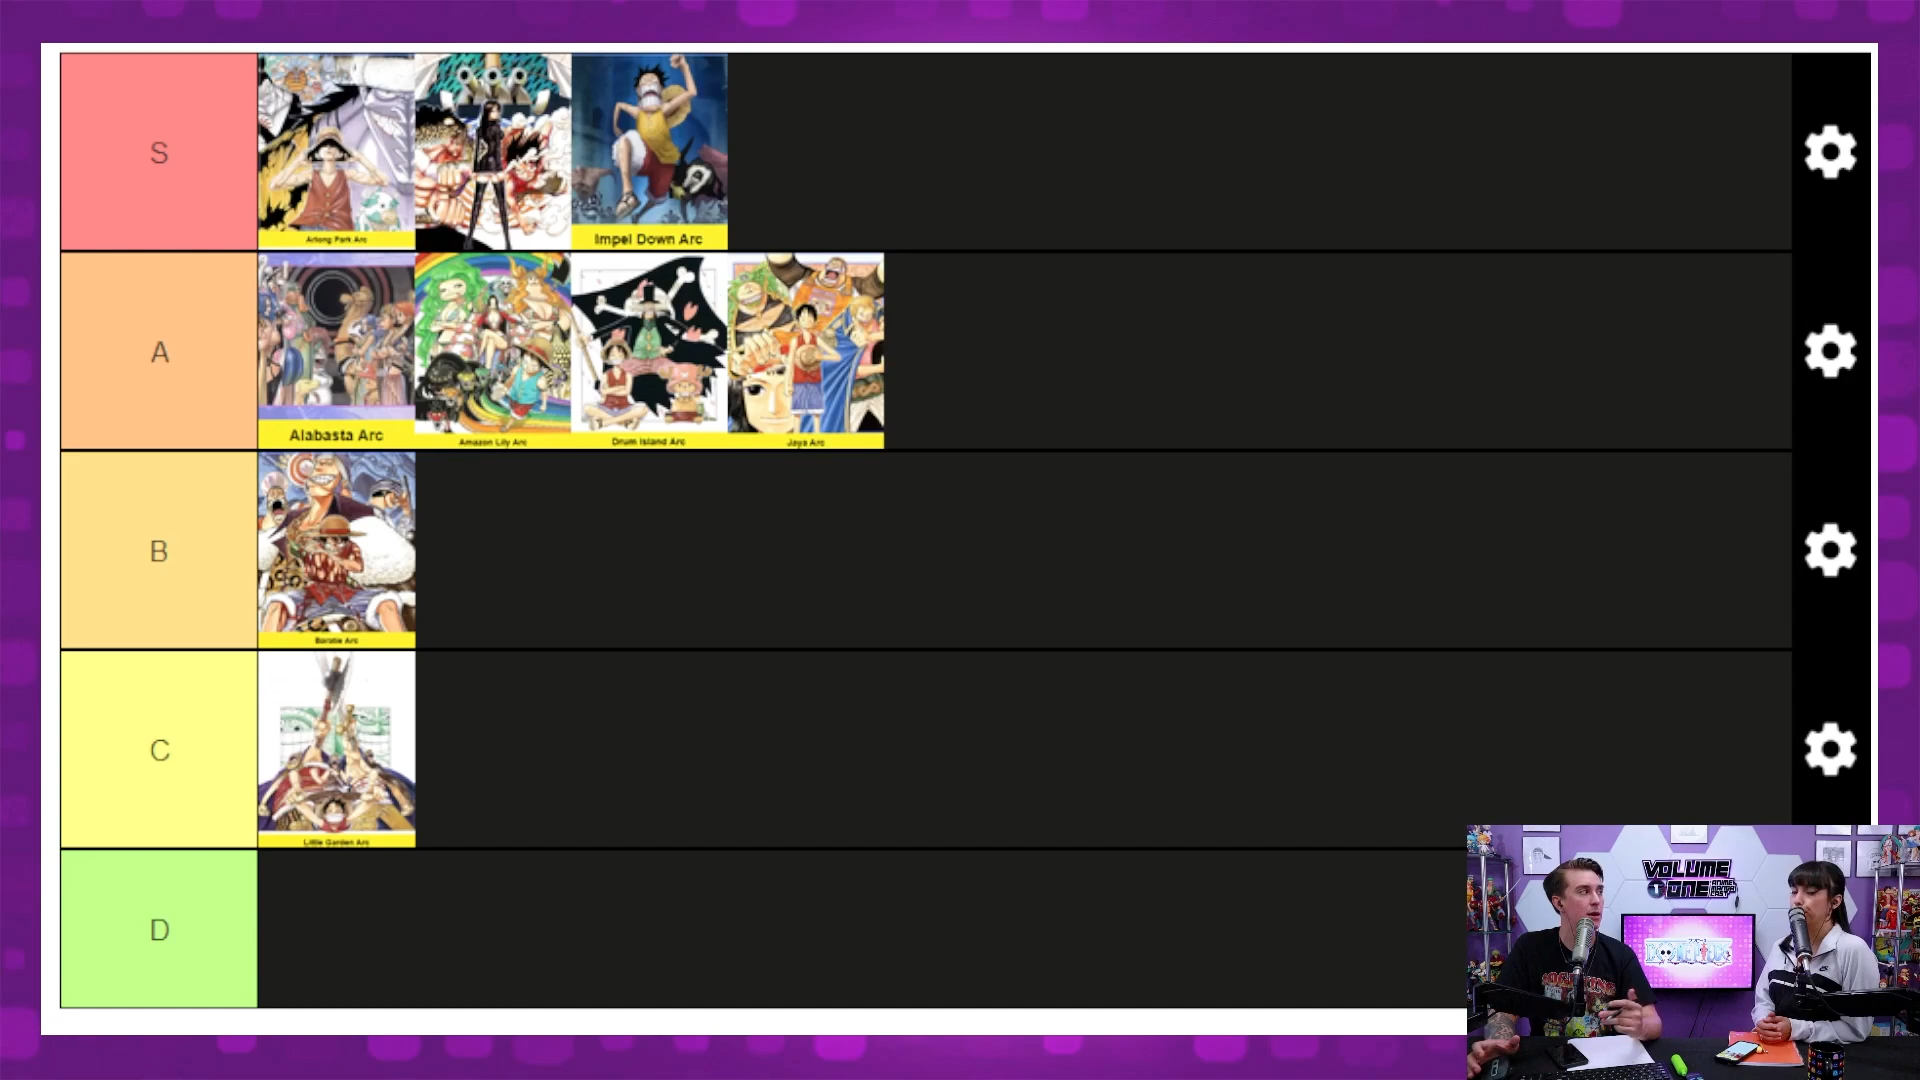 S
Arlong Park Arc
Impel Down Arc
A
Alabasta Arc
Amazon Lily Arc
Drum Island Arc
Jaya Arc
B
Baratie Arc
C
Little Garden Arc
D
VOLUME
ONE